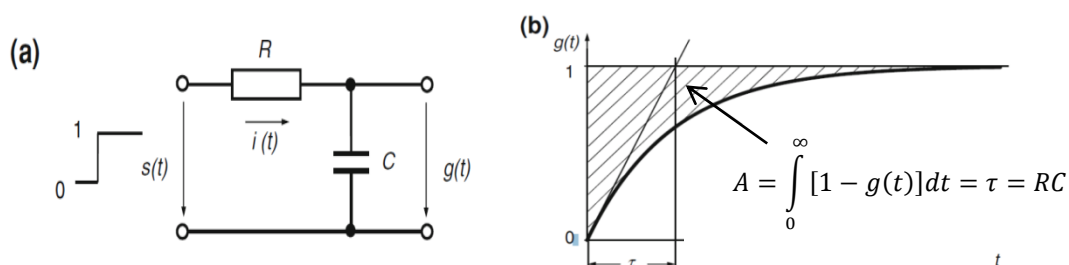 (a)
R
i(t)
1
0
s(t)
C
g(t)
(b)
g(t)
1
A = ∫₀^∞ [1 − g(t)]dt = τ = RC
0
τ
t